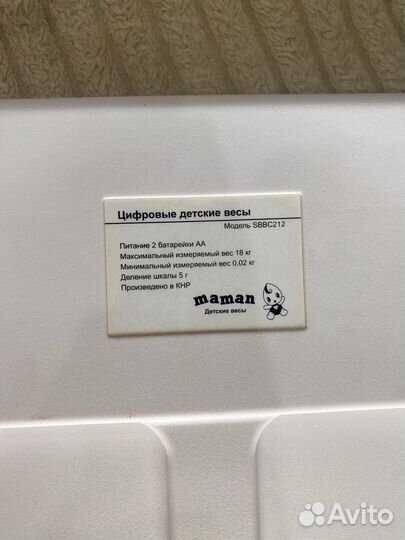 Цифровые детские весы
Модель SBBC212
Питание 2 батарейки АА
Максимальный измеряемый вес 18 кг
Минимальный измеряемый вес 0.02 кг
Деление шкалы 5 г
Произведено в КНР
maman
Детские весы
Avito